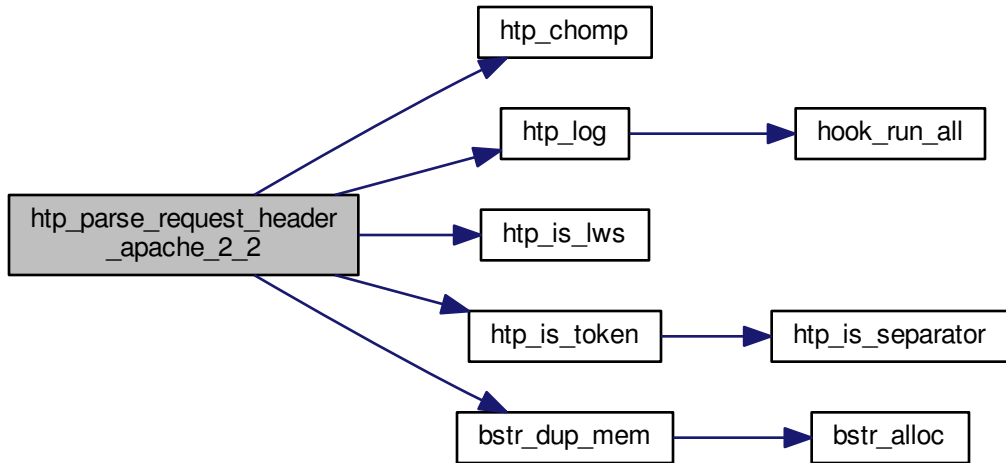 htp_chomp
htp_log
hook_run_all
htp_parse_request_header
_apache_2_2
htp_is_lws
htp_is_token
htp_is_separator
bstr_dup_mem
bstr_alloc